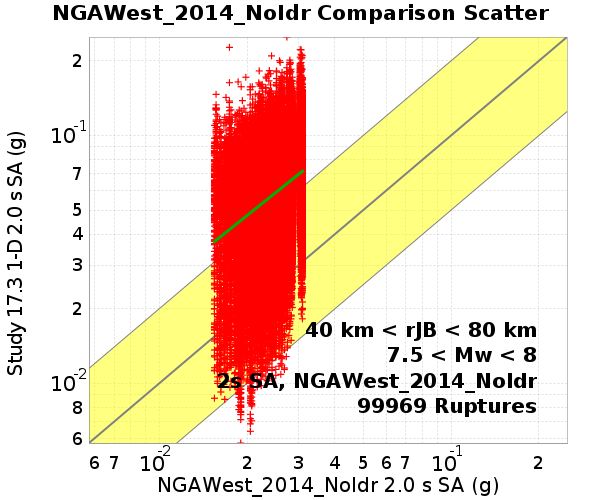 NGAWest_2014_NoIdr Comparison Scatter
Study 17.3 1-D 2.0 s SA (g)
2
10^-1
7
5
4
3
2
10^-2
8
6
40 km < rJB < 80 km
7.5 < Mw < 8
2s SA, NGAWest_2014_NoIdr
99969 Ruptures
6 7 10^-2 2 3 4 5 6 7 10^-1 2
NGAWest_2014_NoIdr 2.0 s SA (g)